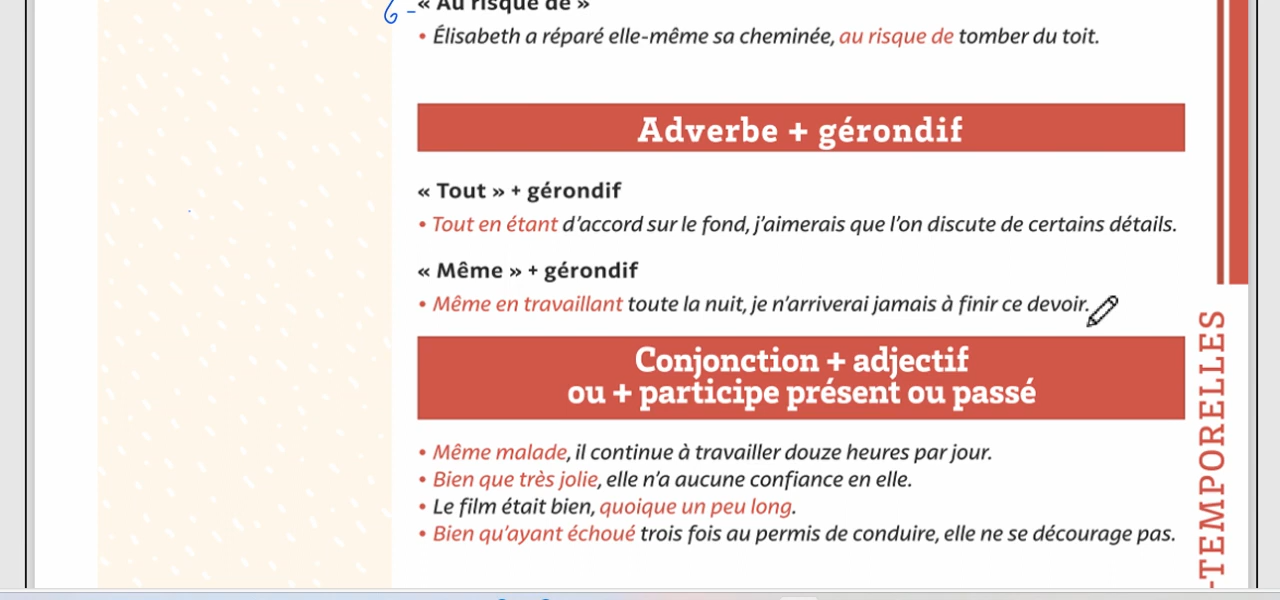 6 -
« Au risque de »
• Élisabeth a réparé elle-même sa cheminée, au risque de tomber du toit.
Adverbe + gérondif
« Tout » + gérondif
• Tout en étant d’accord sur le fond, j’aimerais que l’on discute de certains détails.
« Même » + gérondif
• Même en travaillant toute la nuit, je n’arriverai jamais à finir ce devoir.
Conjonction + adjectif
ou + participe présent ou passé
• Même malade, il continue à travailler douze heures par jour.
• Bien que très jolie, elle n’a aucune confiance en elle.
• Le film était bien, quoique un peu long.
• Bien qu’ayant échoué trois fois au permis de conduire, elle ne se décourage pas.
-TEMPORELLES